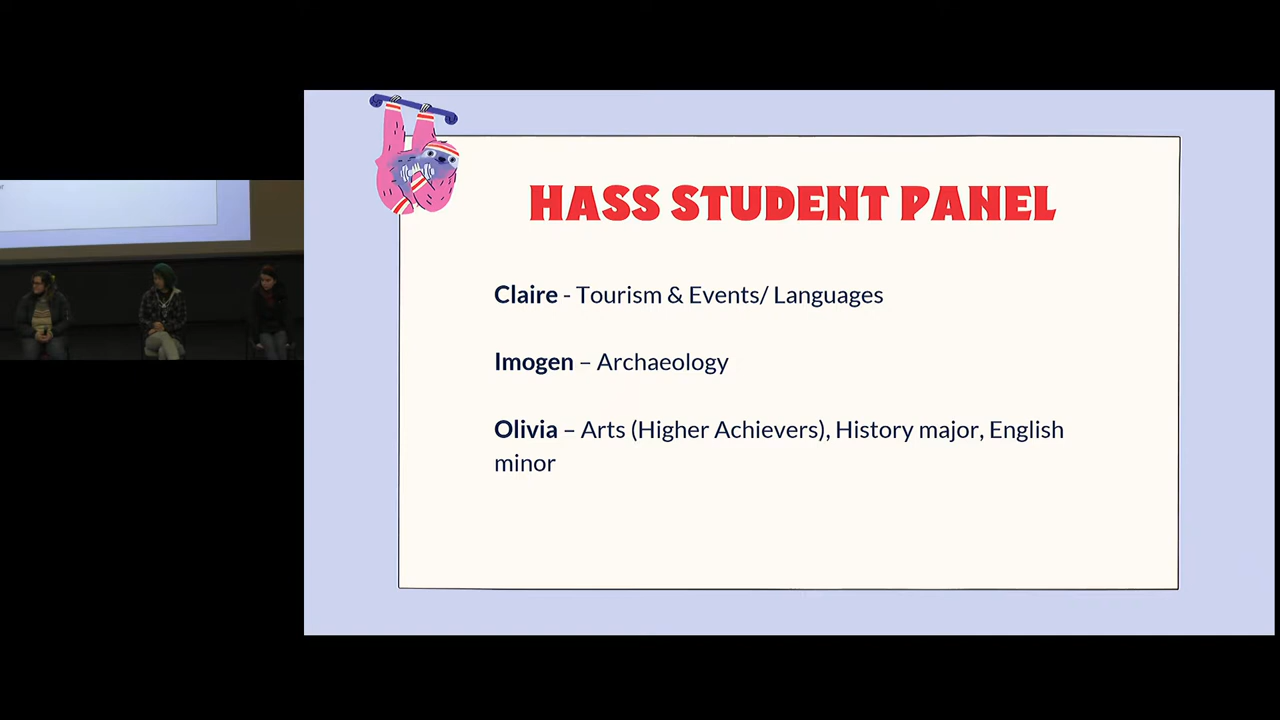 HASS STUDENT PANEL
Claire - Tourism & Events/ Languages
Imogen – Archaeology
Olivia – Arts (Higher Achievers), History major, English
minor